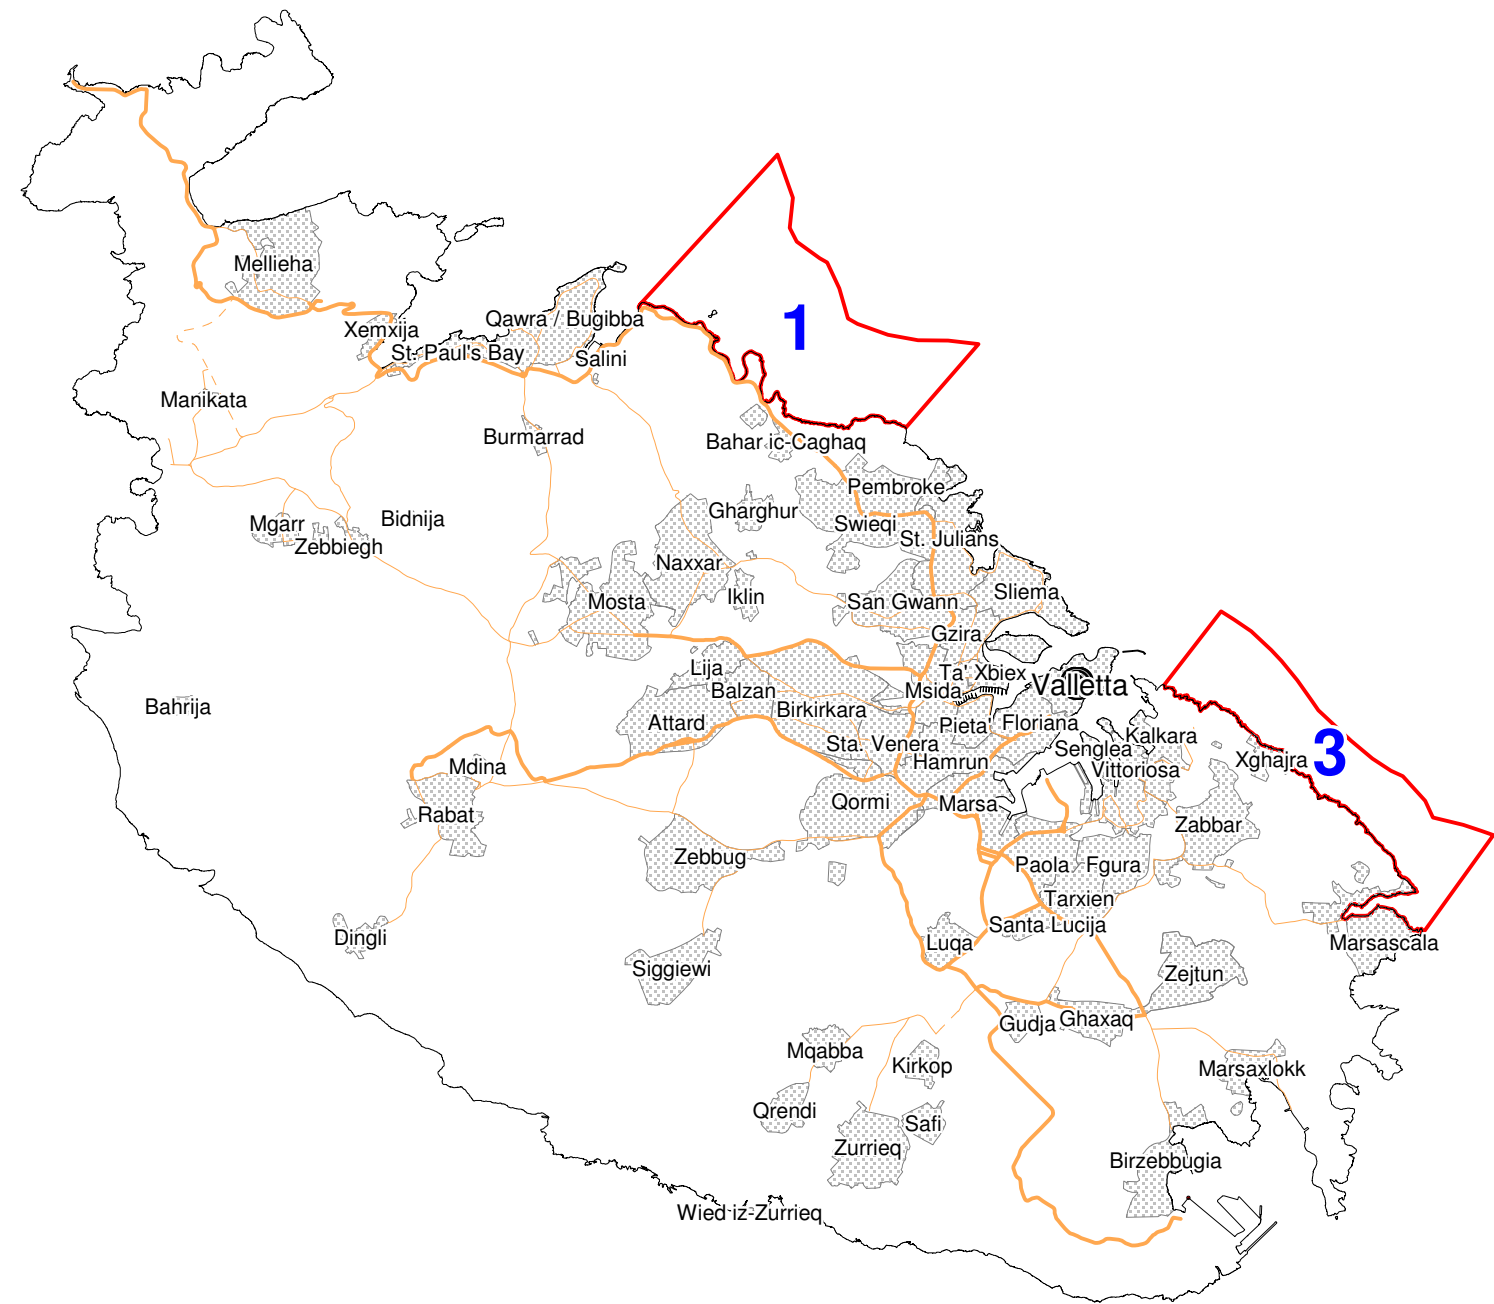 Mellieha
1
Qawra / Bugibba
Xemxija
St. Paul's Bay
Salini
Manikata
Burmarrad
Bahar ic-Caghaq
Pembroke
Gharghur
Mgarr
Bidnija
Swieqi
St. Julians
Zebbiegh
Naxxar
Iklin
Mosta
San Gwann
Sliema
Gzira
Lija
Ta' Xbiex
Valletta
Balzan
Msida
Bahrija
Birkirkara
Attard
Pieta'
Floriana
Kalkara
Sta. Venera
Senglea
Xghajra
3
Mdina
Hamrun
Vittoriosa
Rabat
Qormi
Marsa
Zabbar
Zebbug
Paola
Fgura
Tarxien
Dingli
Santa Lucija
Luqa
Marsascala
Siggiewi
Zejtun
Gudja
Ghaxaq
Mqabba
Kirkop
Marsaxlokk
Qrendi
Safi
Zurrieq
Birzebbugia
Wied iz-Zurrieq